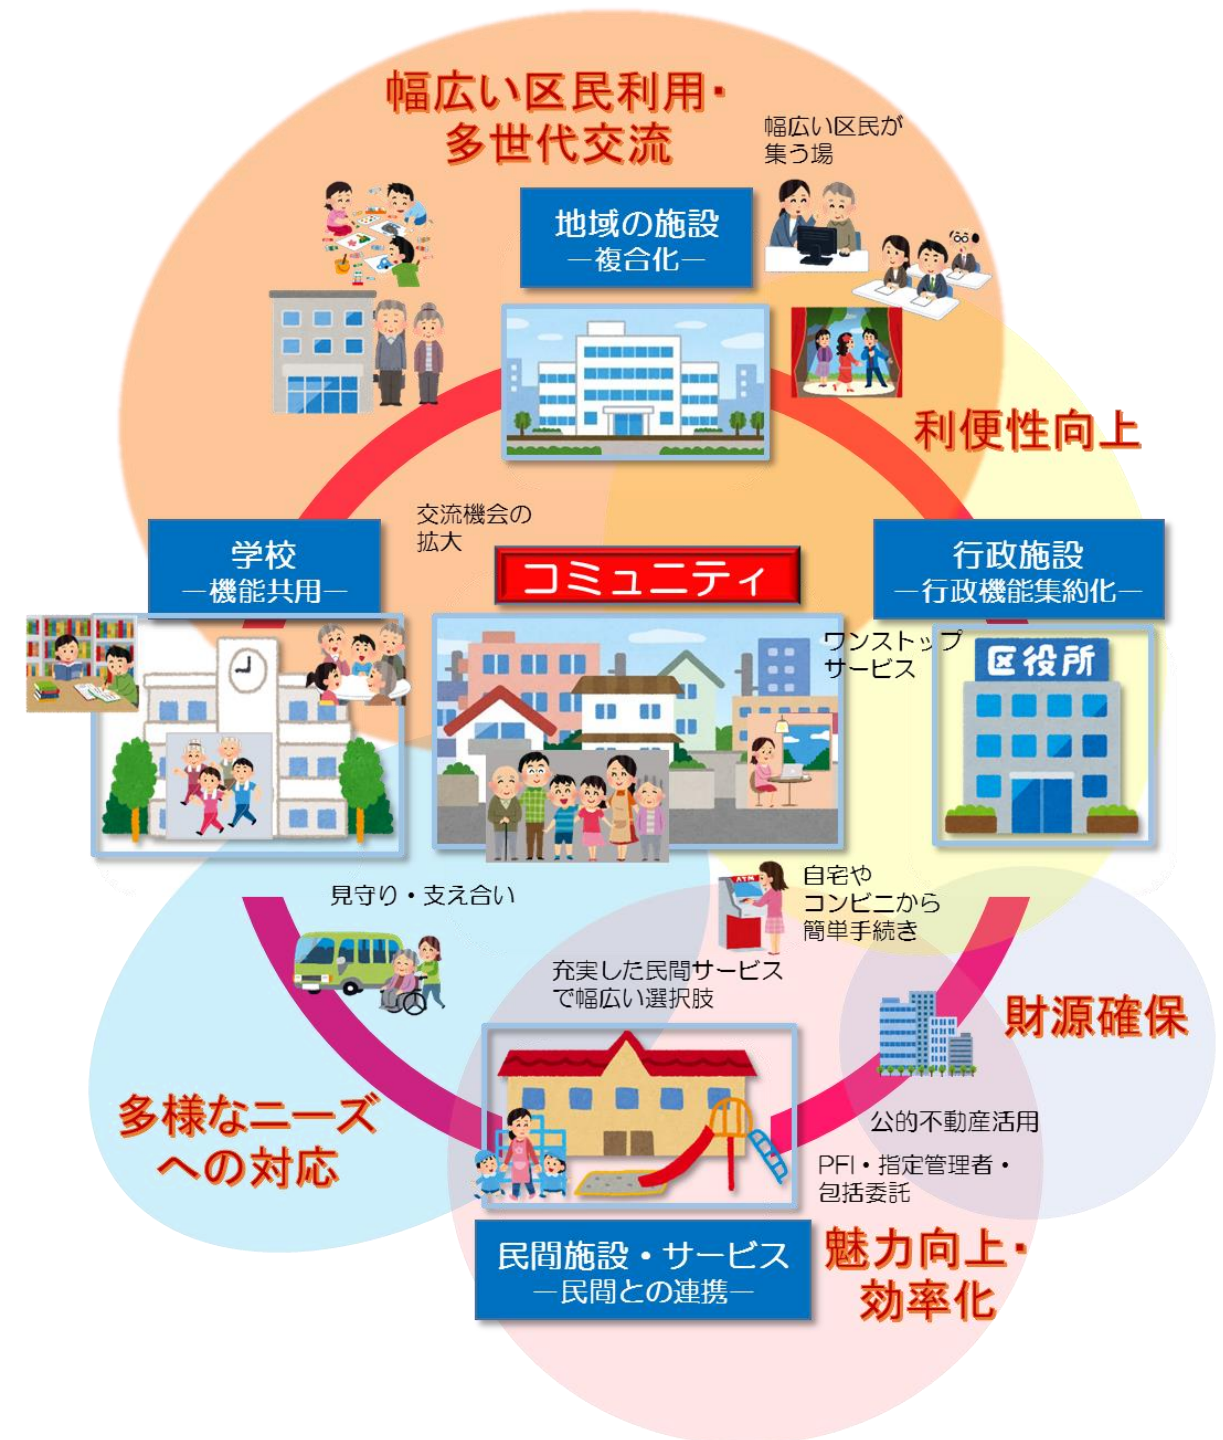 幅広い区民利用・
多世代交流
幅広い区民が
集う場
地域の施設
―複合化―
利便性向上
交流機会の
拡大
学校
―機能共用―
コミュニティ
行政施設
―行政機能集約化―
ワンストップ
サービス
区役所
ATM
自宅や
コンビニから
簡単手続き
見守り・支え合い
充実した民間サービス
で幅広い選択肢
財源確保
多様なニーズ
への対応
公的不動産活用
PFI・指定管理者・
包括委託
民間施設・サービス
―民間との連携―
魅力向上・
効率化